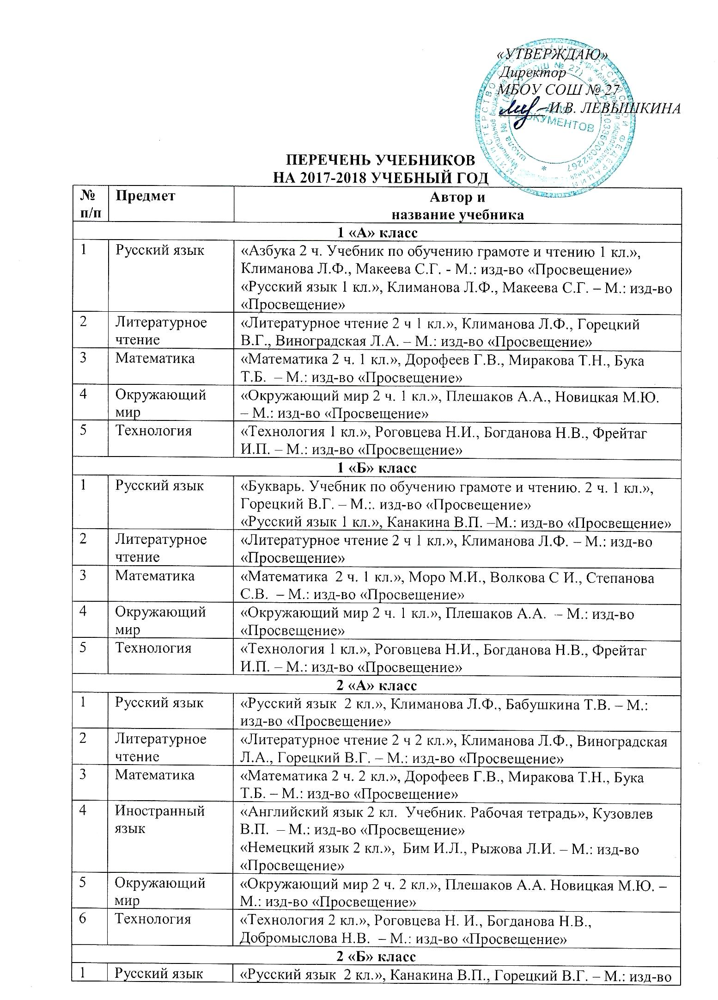 «УТВЕРЖДАЮ»
Директор
МБОУ СОШ № 27
И.В. ЛЕВЫШКИНА
ДЛЯ
ДОКУМЕНТОВ
ПЕРЕЧЕНЬ УЧЕБНИКОВ
НА 2017-2018 УЧЕБНЫЙ ГОД
№ Предмет Автор и
п/п название учебника
1 «А» класс
1 Русский язык «Азбука 2 ч. Учебник по обучению грамоте и чтению 1 кл.»,
Климанова Л.Ф., Макеева С.Г. - М.: изд-во «Просвещение»
«Русский язык 1 кл.», Климанова Л.Ф., Макеева С.Г. – М.: изд-во
«Просвещение»
2 Литературное «Литературное чтение 2 ч 1 кл.», Климанова Л.Ф., Горецкий
чтение В.Г., Виноградская Л.А. – М.: изд-во «Просвещение»
3 Математика «Математика 2 ч. 1 кл.», Дорофеев Г.В., Миракова Т.Н., Бука
Т.Б. – М.: изд-во «Просвещение»
4 Окружающий «Окружающий мир 2 ч. 1 кл.», Плешаков А.А., Новицкая М.Ю.
мир – М.: изд-во «Просвещение»
5 Технология «Технология 1 кл.», Роговцева Н.И., Богданова Н.В., Фрейтаг
И.П. – М.: изд-во «Просвещение»
1 «Б» класс
1 Русский язык «Букварь. Учебник по обучению грамоте и чтению. 2 ч. 1 кл.»,
Горецкий В.Г. – М.:. изд-во «Просвещение»
«Русский язык 1 кл.», Канакина В.П. –М.: изд-во «Просвещение»
2 Литературное «Литературное чтение 2 ч 1 кл.», Климанова Л.Ф. – М.: изд-во
чтение «Просвещение»
3 Математика «Математика 2 ч. 1 кл.», Моро М.И., Волкова С И., Степанова
С.В. – М.: изд-во «Просвещение»
4 Окружающий «Окружающий мир 2 ч. 1 кл.», Плешаков А.А. – М.: изд-во
мир «Просвещение»
5 Технология «Технология 1 кл.», Роговцева Н.И., Богданова Н.В., Фрейтаг
И.П. – М.: изд-во «Просвещение»
2 «А» класс
1 Русский язык «Русский язык 2 кл.», Климанова Л.Ф., Бабушкина Т.В. – М.:
изд-во «Просвещение»
2 Литературное «Литературное чтение 2 ч 2 кл.», Климанова Л.Ф., Виноградская
чтение Л.А., Горецкий В.Г. – М.: изд-во «Просвещение»
3 Математика «Математика 2 ч. 2 кл.», Дорофеев Г.В., Миракова Т.Н., Бука
Т.Б. – М.: изд-во «Просвещение»
4 Иностранный «Английский язык 2 кл. Учебник. Рабочая тетрадь», Кузовлев
язык В.П. – М.: изд-во «Просвещение»
«Немецкий язык 2 кл.», Бим И.Л., Рыжова Л.И. – М.: изд-во
«Просвещение»
5 Окружающий «Окружающий мир 2 ч. 2 кл.», Плешаков А.А. Новицкая М.Ю. –
мир М.: изд-во «Просвещение»
6 Технология «Технология 2 кл.», Роговцева Н. И., Богданова Н.В.,
Добромыслова Н.В. – М.: изд-во «Просвещение»
2 «Б» класс
1 Русский язык «Русский язык 2 кл.», Канакина В.П., Горецкий В.Г. – М.: изд-во